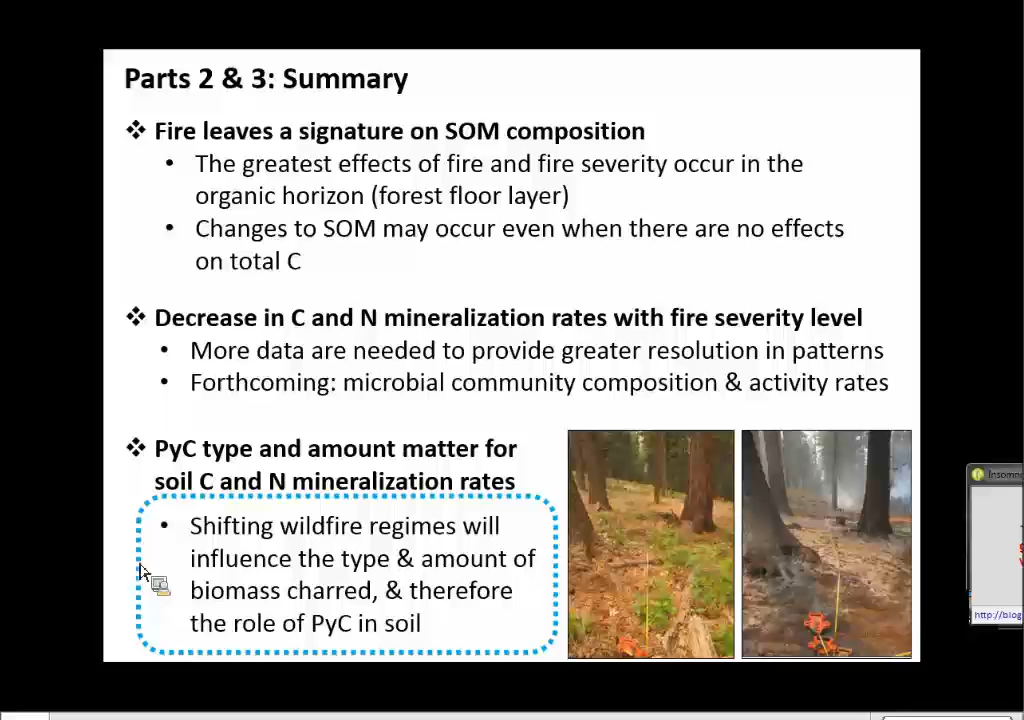 Parts 2 & 3: Summary
❖ Fire leaves a signature on SOM composition
• The greatest effects of fire and fire severity occur in the
organic horizon (forest floor layer)
• Changes to SOM may occur even when there are no effects
on total C
❖ Decrease in C and N mineralization rates with fire severity level
• More data are needed to provide greater resolution in patterns
• Forthcoming: microbial community composition & activity rates
❖ PyC type and amount matter for
soil C and N mineralization rates
• Shifting wildfire regimes will
influence the type & amount of
biomass charred, & therefore
the role of PyC in soil
http://blog